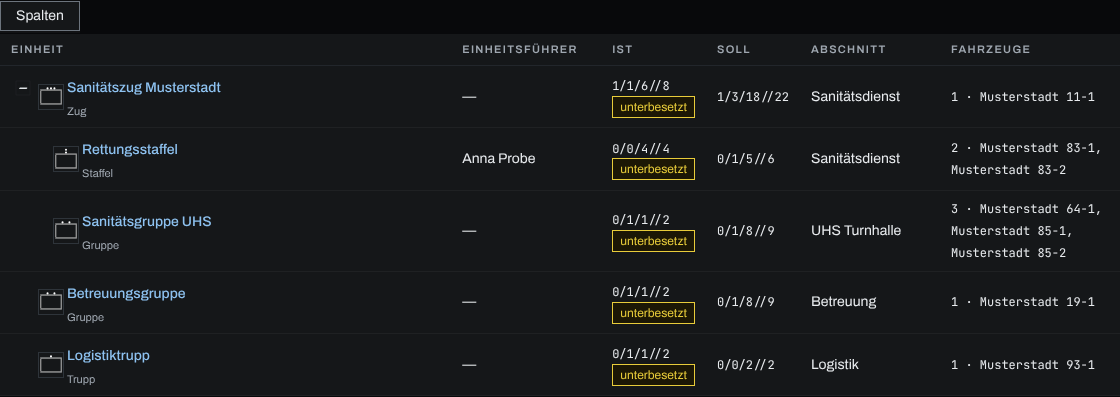 Spalten
EINHEIT EINHEITSFÜHRER IST SOLL ABSCHNITT FAHRZEUGE
– Sanitätszug Musterstadt
Zug
—
1/1/6//8
unterbesetzt
1/3/18//22
Sanitätsdienst
1 · Musterstadt 11-1
Rettungsstaffel
Staffel
Anna Probe
0/0/4//4
unterbesetzt
0/1/5//6
Sanitätsdienst
2 · Musterstadt 83-1,
Musterstadt 83-2
Sanitätsgruppe UHS
Gruppe
—
0/1/1//2
unterbesetzt
0/1/8//9
UHS Turnhalle
3 · Musterstadt 64-1,
Musterstadt 85-1,
Musterstadt 85-2
Betreuungsgruppe
Gruppe
—
0/1/1//2
unterbesetzt
0/1/8//9
Betreuung
1 · Musterstadt 19-1
Logistiktrupp
Trupp
—
0/1/1//2
unterbesetzt
0/0/2//2
Logistik
1 · Musterstadt 93-1